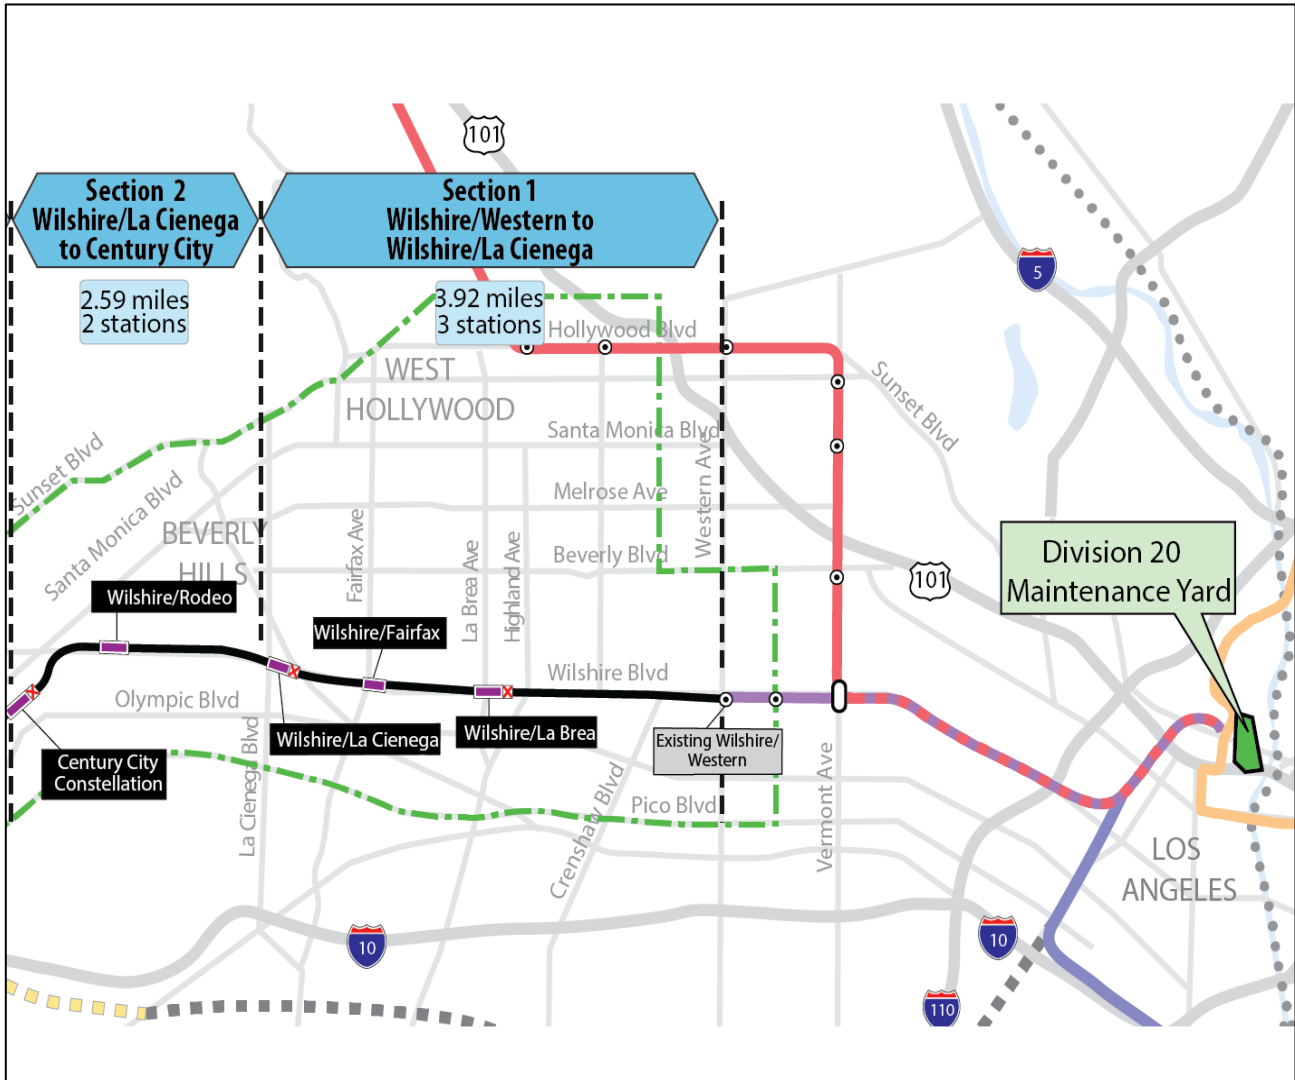 101
Section 2
Wilshire/La Cienega
to Century City
Section 1
Wilshire/Western to
Wilshire/La Cienega
2.59 miles
2 stations
3.92 miles
3 stations
5
Hollywood Blvd
WEST
HOLLYWOOD
Sunset Blvd
Santa Monica Blvd
Western Ave
Sunset Blvd
Santa Monica Blvd
Melrose Ave
BEVERLY
HILLS
Fairfax Ave
La Brea Ave
Highland Ave
Beverly Blvd
101
Division 20
Maintenance Yard
Wilshire/Rodeo
Wilshire/Fairfax
Wilshire Blvd
Olympic Blvd
Wilshire/La Cienega
Wilshire/La Brea
Existing Wilshire/
Western
Century City
Constellation
La Cienega Blvd
Crenshaw Blvd
Pico Blvd
Vermont Ave
LOS
ANGELES
10
10
110